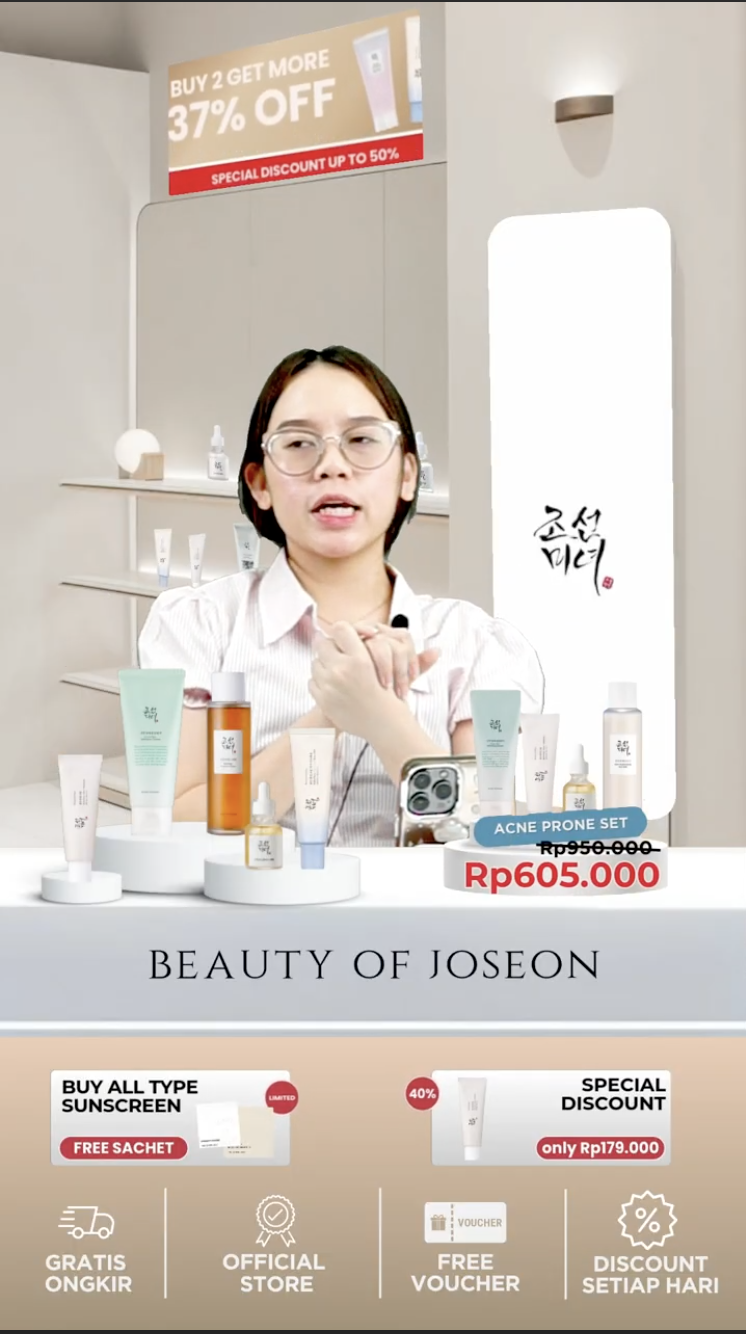 BUY 2 GET MORE
37% OFF
SPECIAL DISCOUNT UP TO 50%
조선
미녀
ACNE PRONE SET
Rp950.000
Rp605.000
BEAUTY OF JOSEON
BUY ALL TYPE
SUNSCREEN
LIMITED
FREE SACHET
40%
SPECIAL
DISCOUNT
only Rp179.000
GRATIS
ONGKIR
OFFICIAL
STORE
VOUCHER
FREE
VOUCHER
DISCOUNT
SETIAP HARI